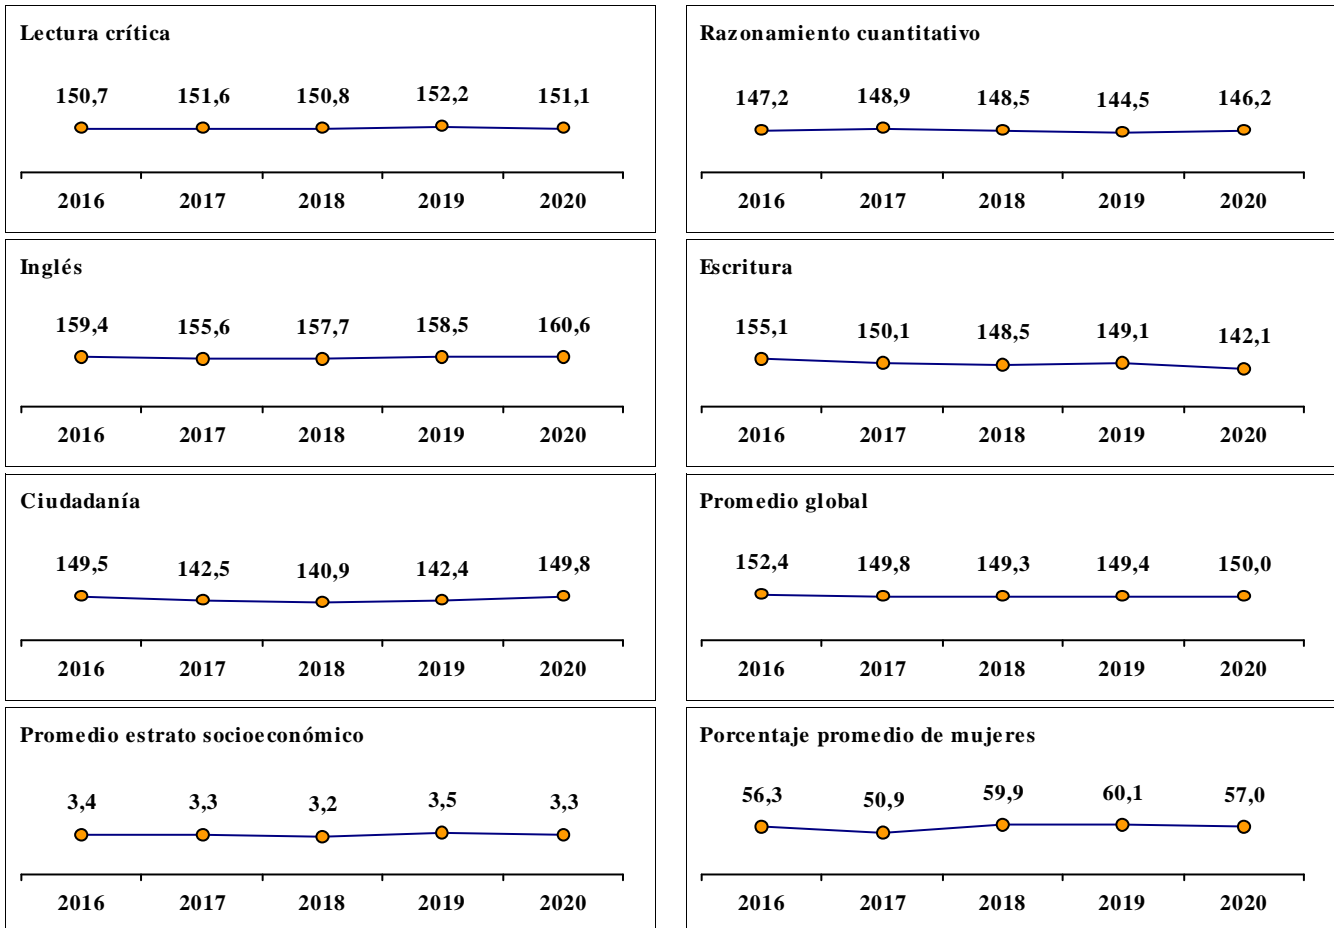 Lectura crítica
150,7 151,6 150,8 152,2 151,1
2016 2017 2018 2019 2020
Razonamiento cuantitativo
147,2 148,9 148,5 144,5 146,2
2016 2017 2018 2019 2020
Inglés
159,4 155,6 157,7 158,5 160,6
2016 2017 2018 2019 2020
Escritura
155,1 150,1 148,5 149,1 142,1
2016 2017 2018 2019 2020
Ciudadanía
149,5 142,5 140,9 142,4 149,8
2016 2017 2018 2019 2020
Promedio global
152,4 149,8 149,3 149,4 150,0
2016 2017 2018 2019 2020
Promedio estrato socioeconómico
3,4 3,3 3,2 3,5 3,3
2016 2017 2018 2019 2020
Porcentaje promedio de mujeres
56,3 50,9 59,9 60,1 57,0
2016 2017 2018 2019 2020